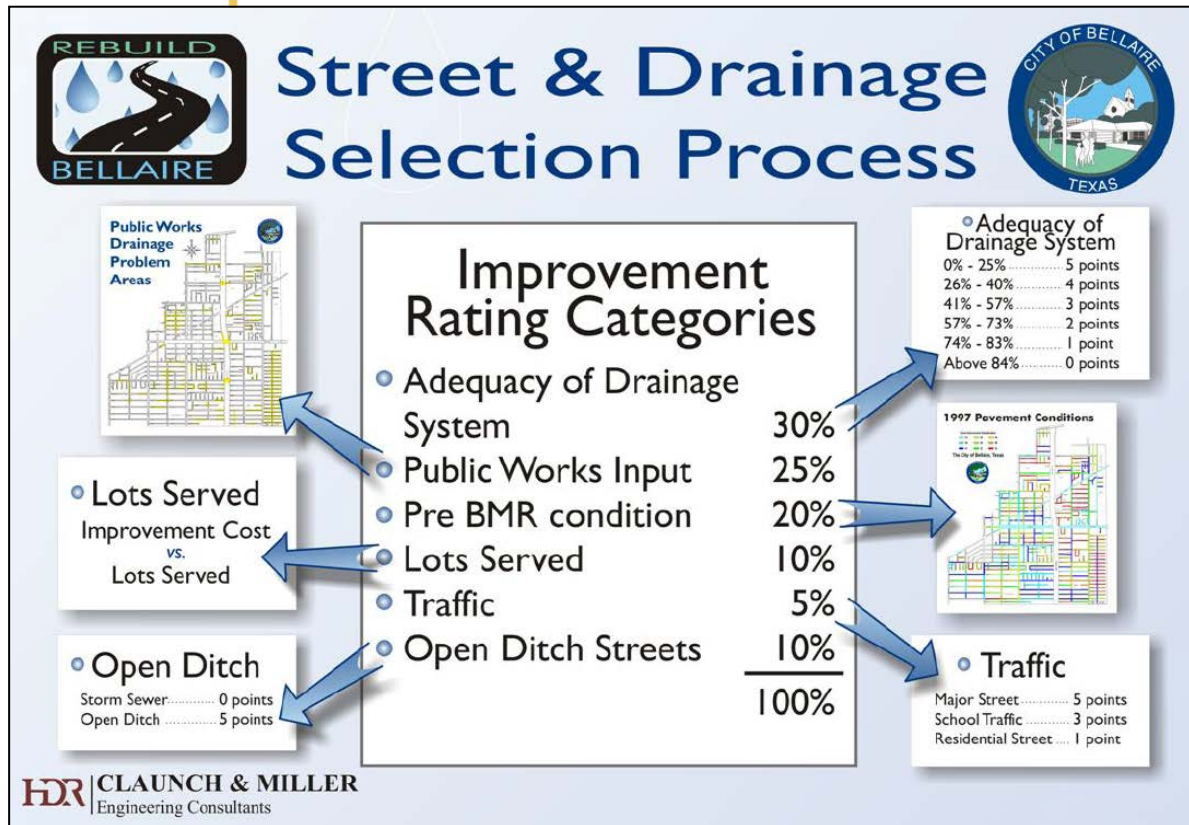 REBUILD
BELLAIRE
Street & Drainage
Selection Process
CITY OF BELLAIRE
TEXAS
Public Works
Drainage
Problem
Areas
Improvement
Rating Categories
Adequacy of Drainage
System 30%
Public Works Input 25%
Pre BMR condition 20%
Lots Served 10%
Traffic 5%
Open Ditch Streets 10%
100%
Adequacy of
Drainage System
0% - 25% ............. 5 points
26% - 40% ............ 4 points
41% - 57% ............ 3 points
57% - 73% ............ 2 points
74% - 83% ............ 1 point
Above 84% .......... 0 points
1997 Pavement Conditions
The City of Bellaire, Texas
Lots Served
Improvement Cost
vs.
Lots Served
Open Ditch
Storm Sewer........... 0 points
Open Ditch ............ 5 points
Traffic
Major Street ............ 5 points
School Traffic ........... 3 points
Residential Street .... 1 point
HDR CLAUNCH & MILLER
Engineering Consultants